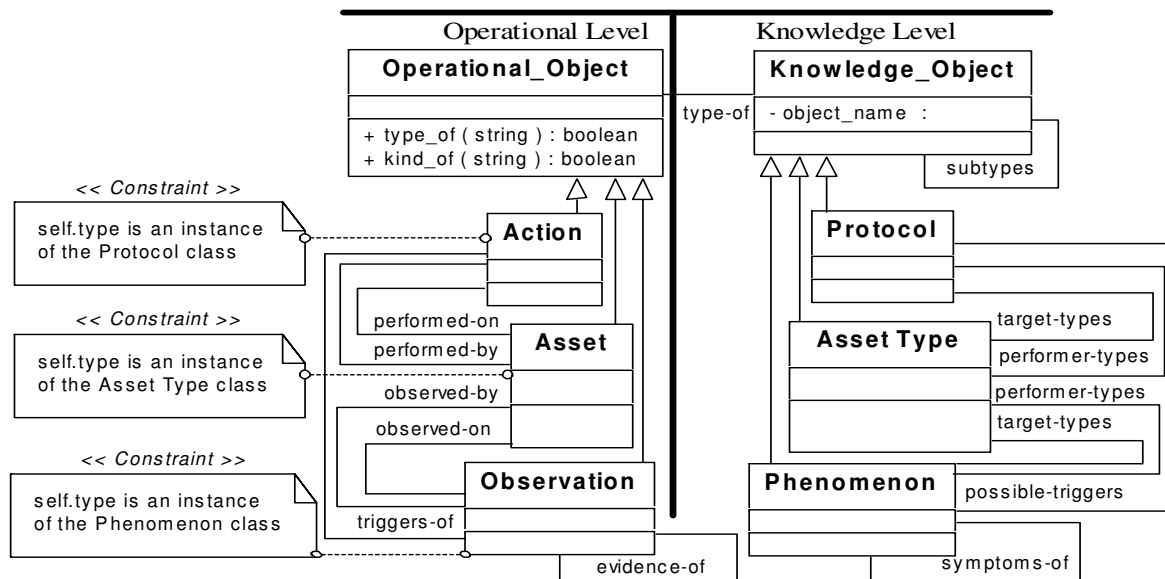 Operational Level
Knowledge Level
Operational_Object
+ type_of ( string ) : boolean
+ kind_of ( string ) : boolean
Knowledge_Object
- object_name :
type-of
subtypes
<< Constraint >>
self.type is an instance
of the Protocol class
Action
Protocol
performed-on
performed-by
target-types
performer-types
<< Constraint >>
self.type is an instance
of the Asset Type class
Asset
Asset Type
observed-by
observed-on
performer-types
target-types
<< Constraint >>
self.type is an instance
of the Phenomenon class
Observation
Phenomenon
triggers-of
possible-triggers
evidence-of
symptoms-of